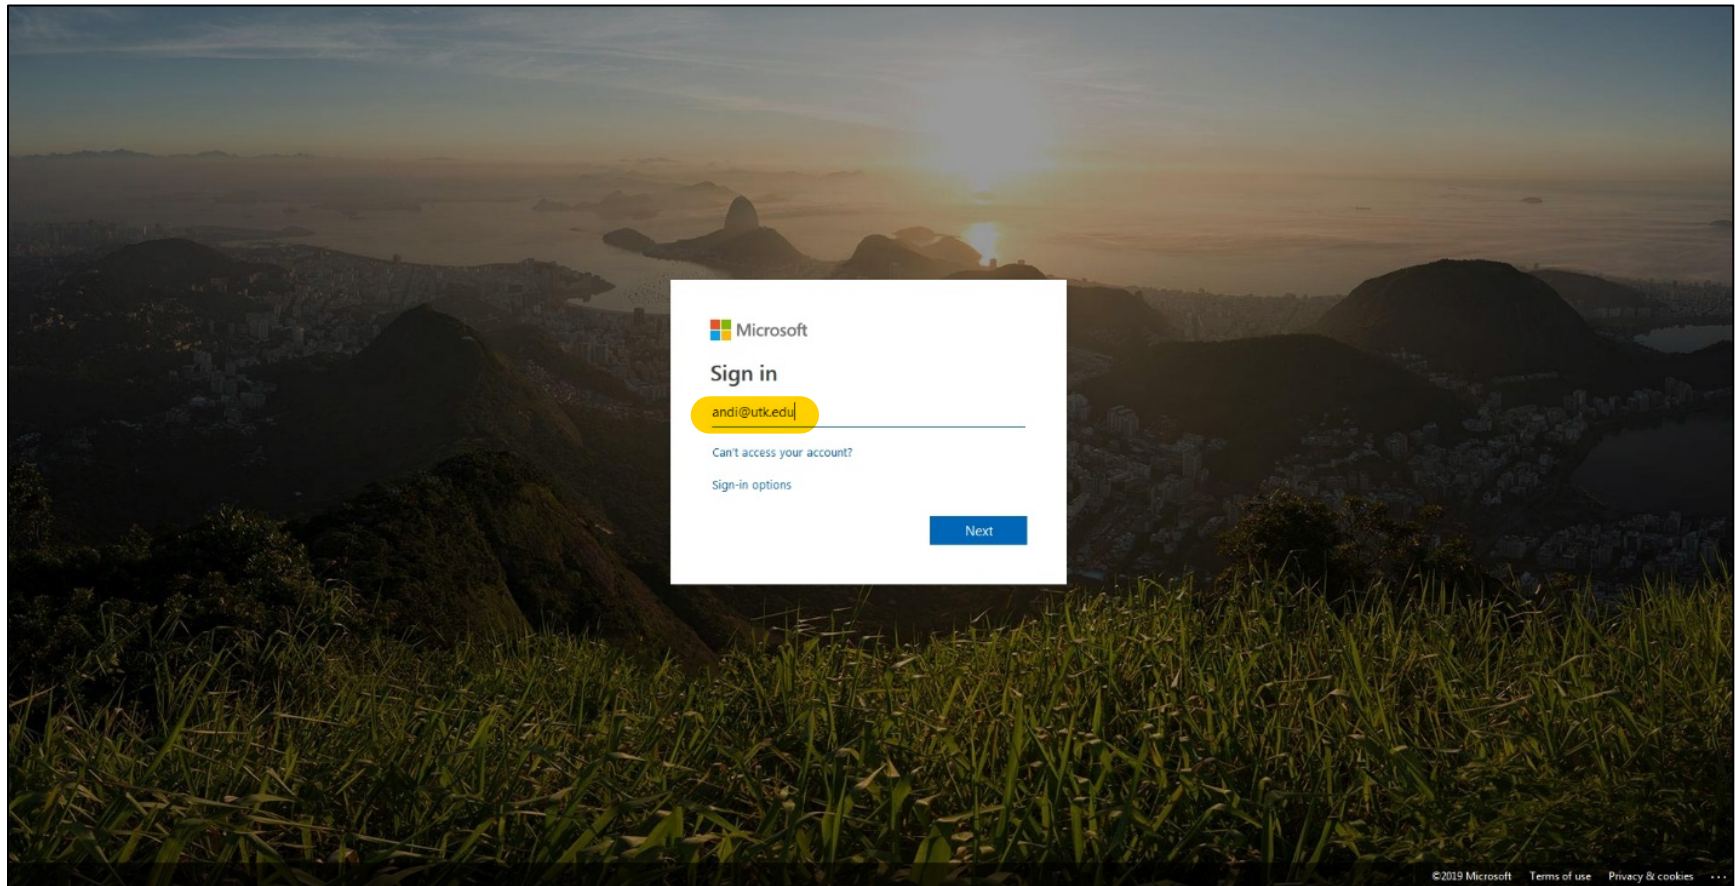 Microsoft
Sign in
andi@utk.edu
Can't access your account?
Sign-in options
Next
©2019 Microsoft Terms of use Privacy & cookies ...